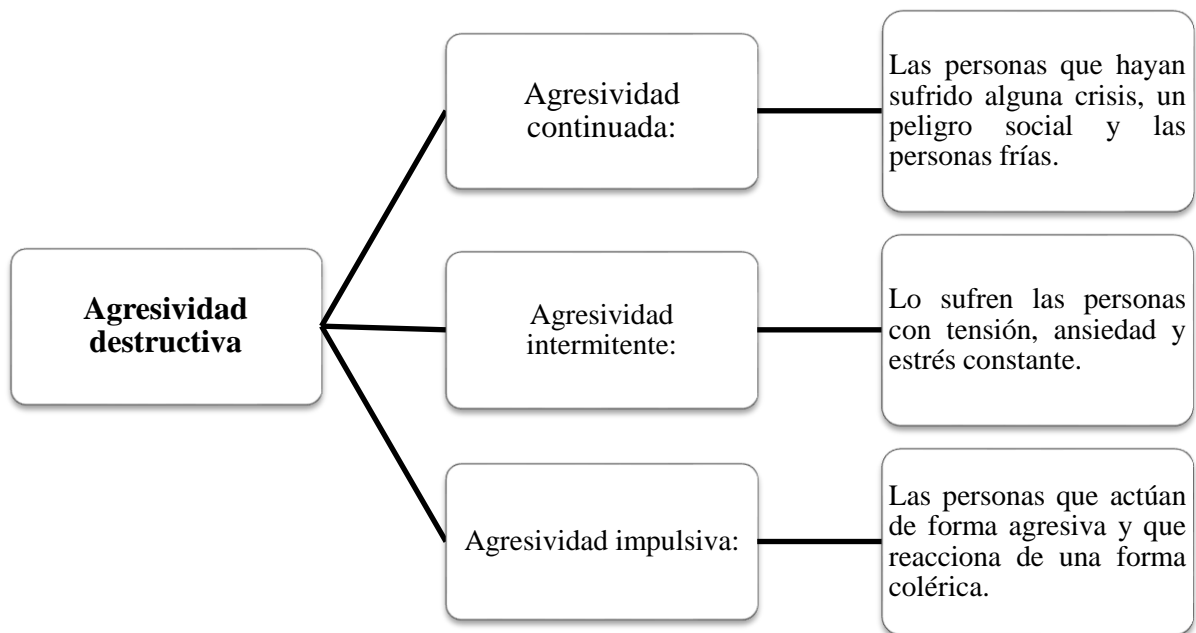 Agresividad
destructiva
Agresividad
continuada:
Las personas que hayan
sufrido alguna crisis, un
peligro social y las
personas frías.
Agresividad
intermitente:
Lo sufren las personas
con tensión, ansiedad y
estrés constante.
Agresividad impulsiva:
Las personas que actúan
de forma agresiva y que
reacciona de una forma
colérica.